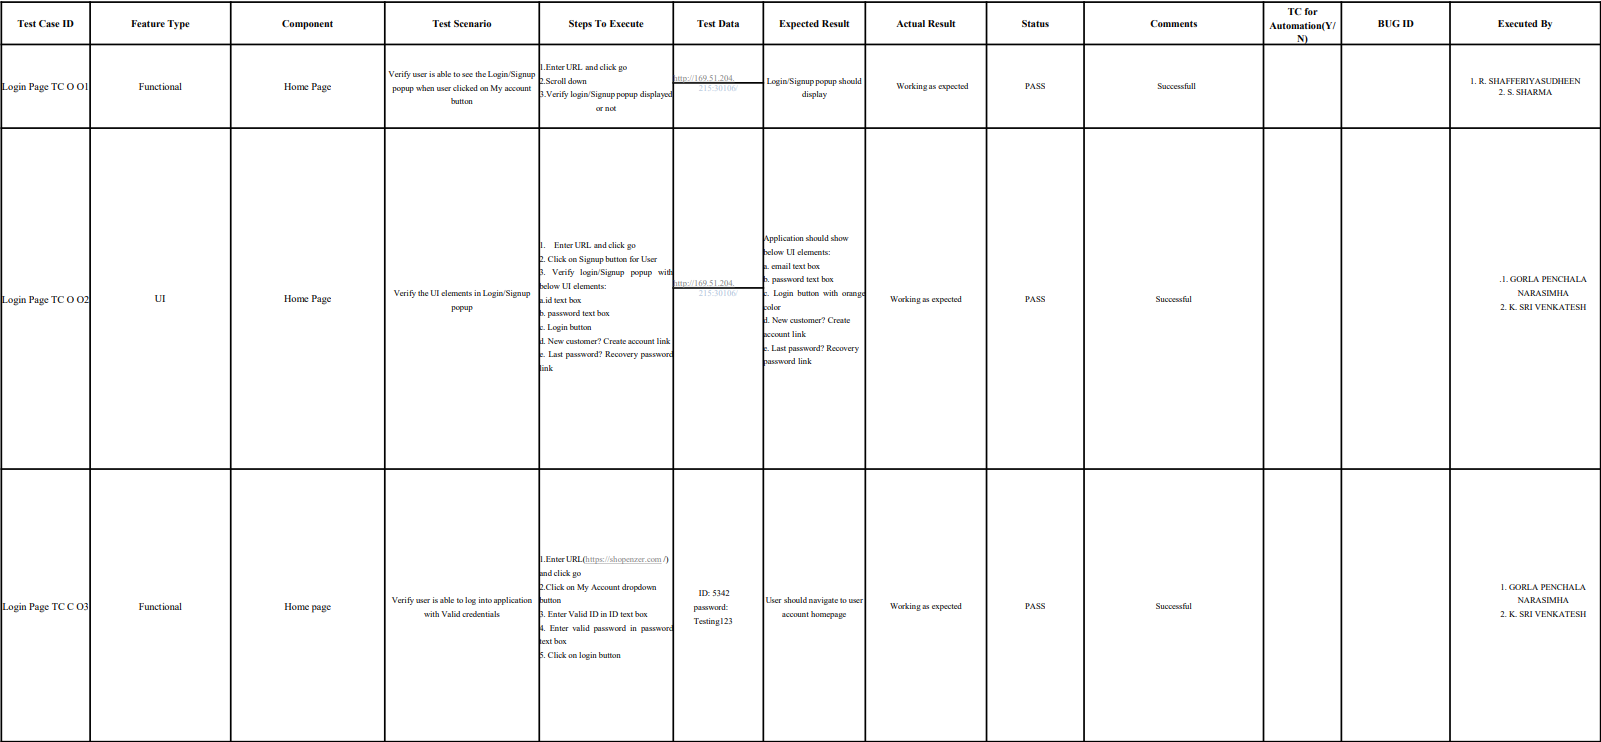 Test Case ID
Feature Type
Component
Test Scenario
Steps To Execute
Test Data
Expected Result
Actual Result
Status
Comments
TC for
Automation(Y/
N)
BUG ID
Executed By
Login Page TC O O1
Functional
Home Page
Verify user is able to see the Login/Signup
popup when user clicked on My account
button
1.Enter URL and click go
2.Scroll down
3.Verify login/Signup popup displayed
or not
http://169.51.204.
215:30106/
Login/Signup popup should
display
Working as expected
PASS
Successfull
1. R. SHAFFERIYASUDHEEN
2. S. SHARMA
Login Page TC O O2
UI
Home Page
Verify the UI elements in Login/Signup
popup
1. Enter URL and click go
2. Click on Signup button for User
3. Verify login/Signup popup with
below UI elements:
a.id text box
b. password text box
c. Login button
d. New customer? Create account link
e. Last password? Recovery password
link
http://169.51.204.
215:30106/
Application should show
below UI elements:
a. email text box
b. password text box
c. Login button with orange
color
d. New customer? Create
account link
e. Last password? Recovery
password link
Working as expected
PASS
Successful
.1. GORLA PENCHALA
NARASIMHA
2. K. SRI VENKATESH
Login Page TC C O3
Functional
Home page
Verify user is able to log into application
with Valid credentials
1.Enter URL(https://shopenzer.com /)
and click go
2.Click on My Account dropdown
button
3. Enter Valid ID in ID text box
4. Enter valid password in password
text box
5. Click on login button
ID: 5342
password:
Testing123
User should navigate to user
account homepage
Working as expected
PASS
Successful
1. GORLA PENCHALA
NARASIMHA
2. K. SRI VENKATESH